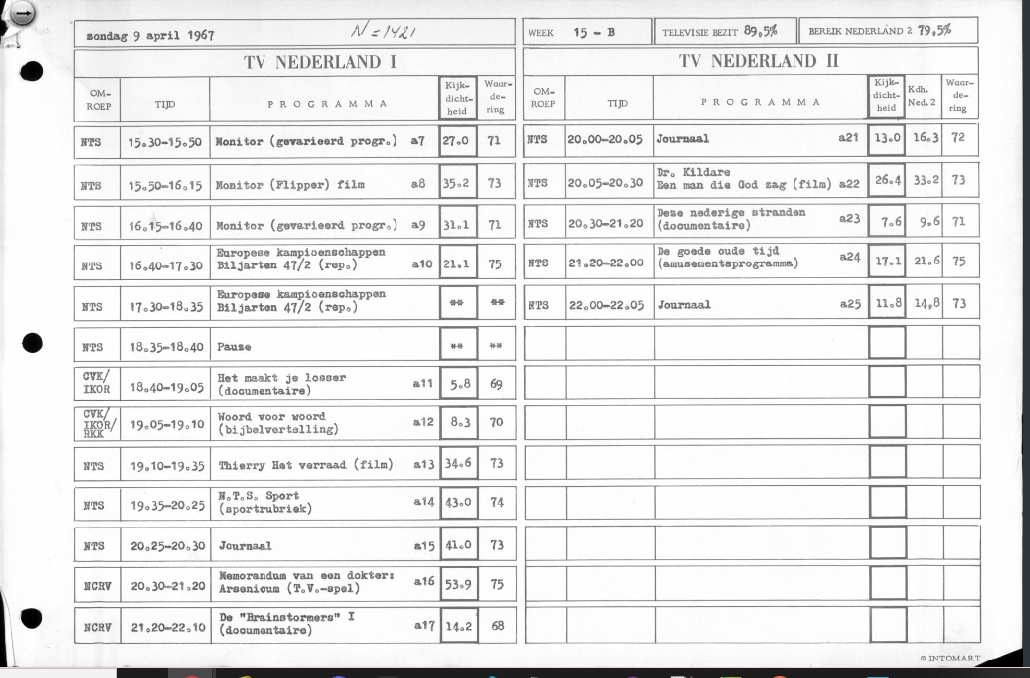 zondag 9 april 1967 N = 1421 WEEK 15 - B TELEVISIE BEZIT 89,5% BEREIK NEDERLAND 2 79,5%
TV NEDERLAND I
OM-ROEP TIJD PROGRAMMA Kijk-dicht-heid Waar-de-ring
NTS 15.30-15.50 Monitor (gevarieerd progr.) a7 27.0 71
NTS 15.50-16.15 Monitor (Flipper) film a8 35.2 73
NTS 16.15-16.40 Monitor (gevarieerd progr.) a9 31.1 71
Europese kampioenschappen
NTS 16.40-17.30 Biljarten 47/2 (rep.) a10 21.1 75
Europese kampioenschappen
NTS 17.30-18.35 Biljarten 47/2 (rep.) ** **
NTS 18.35-18.40 Pauze ** **
CVK/ Het maakt je losser
IKOR 18.40-19.05 (documentaire) a11 5.8 69
CVK/ Woord voor woord
IKOR/ 19.05-19.10 (bijbelvertelling) a12 8.3 70
RKK
NTS 19.10-19.35 Thierry Het verraad (film) a13 34.6 73
N.T.S. Sport
NTS 19.35-20.25 (sportrubriek) a14 43.0 74
NTS 20.25-20.30 Journaal a15 41.0 73
Memorandum van een dokter:
NCRV 20.30-21.20 Arsenicum (T.V.-spel) a16 53.9 75
De "Brainstormers" I
NCRV 21.20-22.10 (documentaire) a17 14.2 68
TV NEDERLAND II
OM-ROEP TIJD PROGRAMMA Kijk-dicht-heid Kdh. Ned.2 Waar-de-ring
NTS 20.00-20.05 Journaal a21 13.0 16.3 72
Dr. Kildare
NTS 20.05-20.30 Een man die God zag (film) a22 26.4 33.2 73
Deze nederige stranden
NTS 20.30-21.20 (documentaire) a23 7.6 9.6 71
De goede oude tijd
NTS 21.20-22.00 (amusementsprogramma) a24 17.1 21.6 75
NTS 22.00-22.05 Journaal a25 11.8 14,8 73
© INTOMART